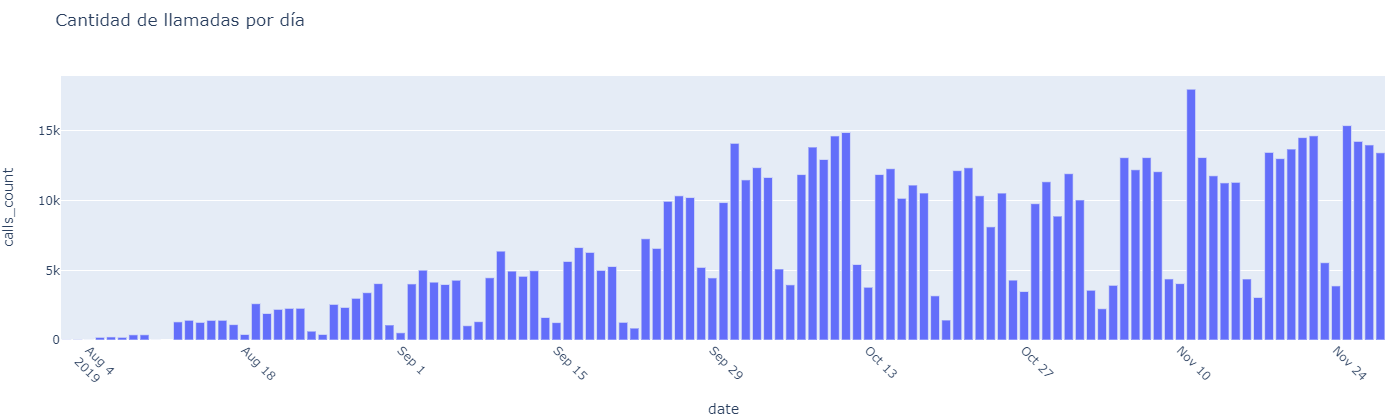 Cantidad de llamadas por día
calls_count
15k
10k
5k
0
Aug 4
2019
Aug 18
Sep 1
Sep 15
Sep 29
Oct 13
Oct 27
Nov 10
Nov 24
date